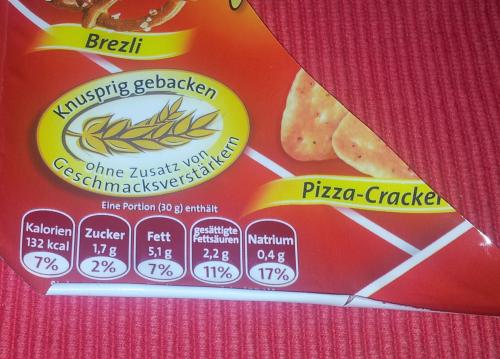 Brezli
Knusprig gebacken
ohne Zusatz von
Geschmacksverstärkern
Pizza-Cracker
Eine Portion (30 g) enthält
Kalorien
132 kcal
7%
Zucker
1,7 g
2%
Fett
5,1 g
7%
gesättigte
Fettsäuren
2,2 g
11%
Natrium
0,4 g
17%